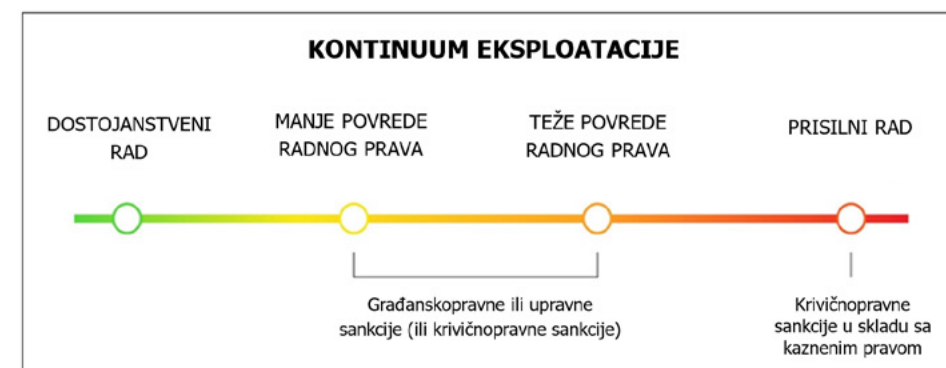 KONTINUUM EKSPLOATACIJE
DOSTOJANSTVENI
RAD
MANJE POVREDE
RADNOG PRAVA
TEŽE POVREDE
RADNOG PRAVA
PRISILNI RAD
Građanskopravne ili upravne
sankcije (ili krivičnopravne sankcije)
Krivičnopravne
sankcije u skladu sa
kaznenim pravom